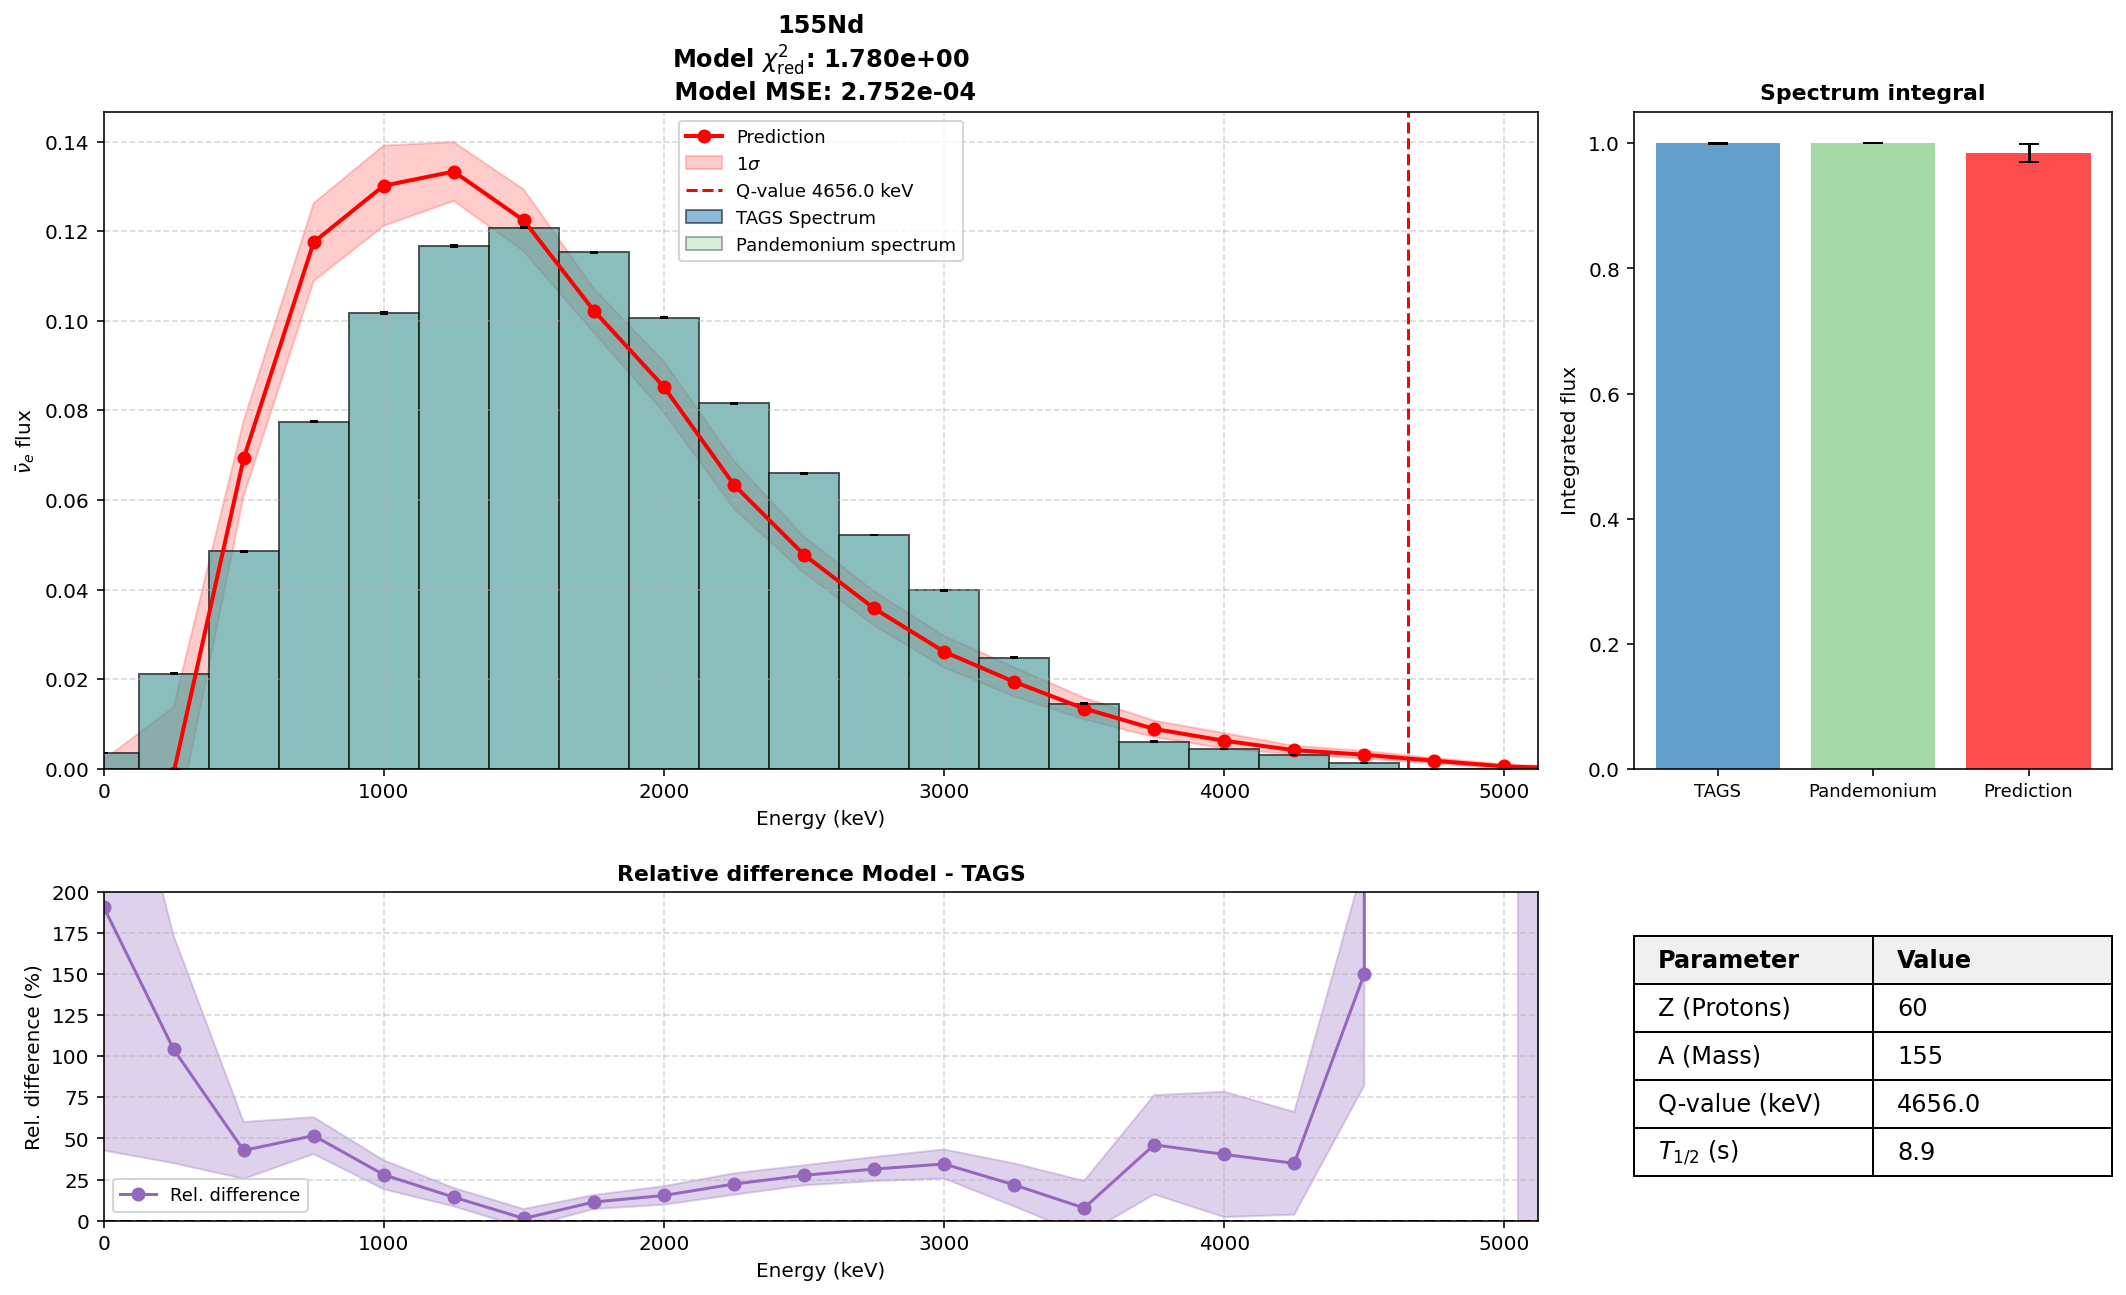 155Nd
Model χ²red: 1.780e+00
Model MSE: 2.752e-04
Prediction
1σ
Q-value 4656.0 keV
TAGS Spectrum
Pandemonium spectrum
0.14
0.12
0.10
0.08
0.06
0.04
0.02
0.00
ν̄e flux
0 1000 2000 3000 4000 5000
Energy (keV)
Spectrum integral
1.0
0.8
0.6
0.4
0.2
0.0
Integrated flux
TAGS Pandemonium Prediction
Relative difference Model - TAGS
200
175
150
125
100
75
50
25
0
Rel. difference (%)
Rel. difference
0 1000 2000 3000 4000 5000
Energy (keV)
Parameter Value
Z (Protons) 60
A (Mass) 155
Q-value (keV) 4656.0
T1/2 (s) 8.9